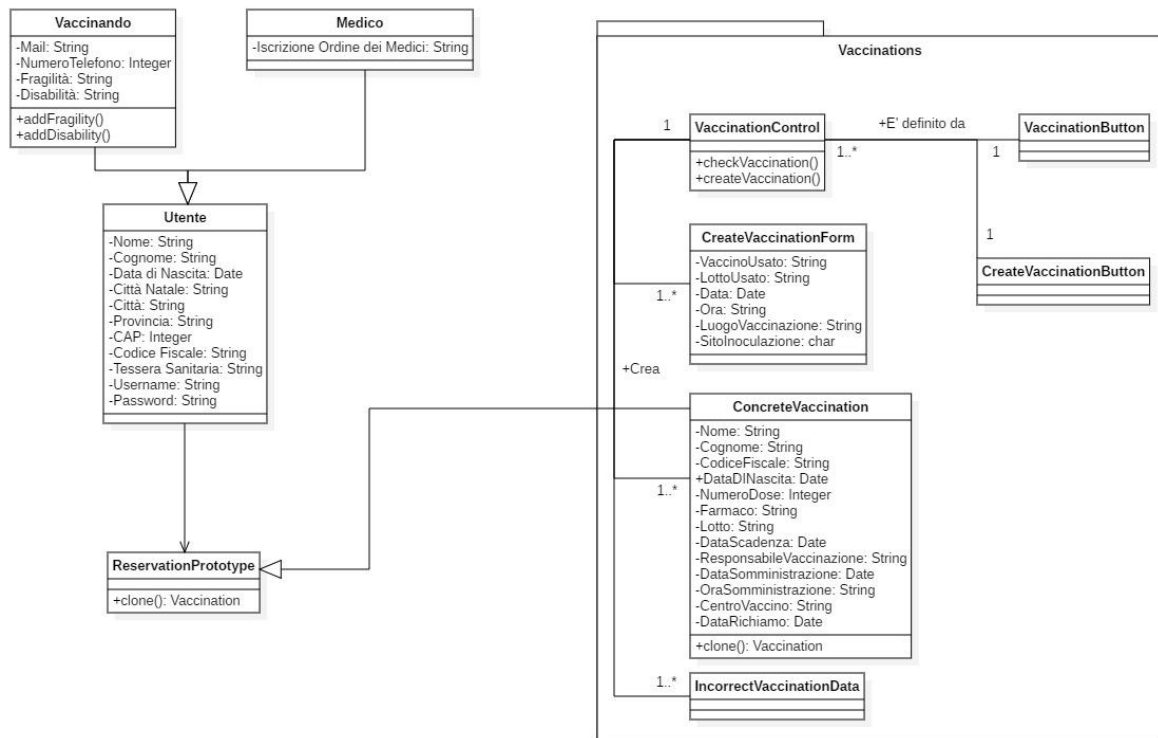 Vaccinando
-Mail: String
-NumeroTelefono: Integer
-Fragilità: String
-Disabilità: String
+addFragility()
+addDisability()
Medico
-Iscrizione Ordine dei Medici: String
Utente
-Nome: String
-Cognome: String
-Data di Nascita: Date
-Città Natale: String
-Città: String
-Provincia: String
-CAP: Integer
-Codice Fiscale: String
-Tessera Sanitaria: String
-Username: String
-Password: String
ReservationPrototype
+clone(): Vaccination
Vaccinations
1
VaccinationControl
+checkVaccination()
+createVaccination()
+E' definito da
1..*
1
VaccinationButton
1
CreateVaccinationButton
CreateVaccinationForm
-VaccinoUsato: String
-LottoUsato: String
-Data: Date
-Ora: String
-LuogoVaccinazione: String
-SitoInoculazione: char
1..*
+Crea
ConcreteVaccination
-Nome: String
-Cognome: String
-CodiceFiscale: String
+DataDINascita: Date
-NumeroDose: Integer
-Farmaco: String
-Lotto: String
-DataScadenza: Date
-ResponsabileVaccinazione: String
-DataSomministrazione: Date
-OraSomministrazione: String
-CentroVaccino: String
-DataRichiamo: Date
+clone(): Vaccination
1..*
1..*
IncorrectVaccinationData